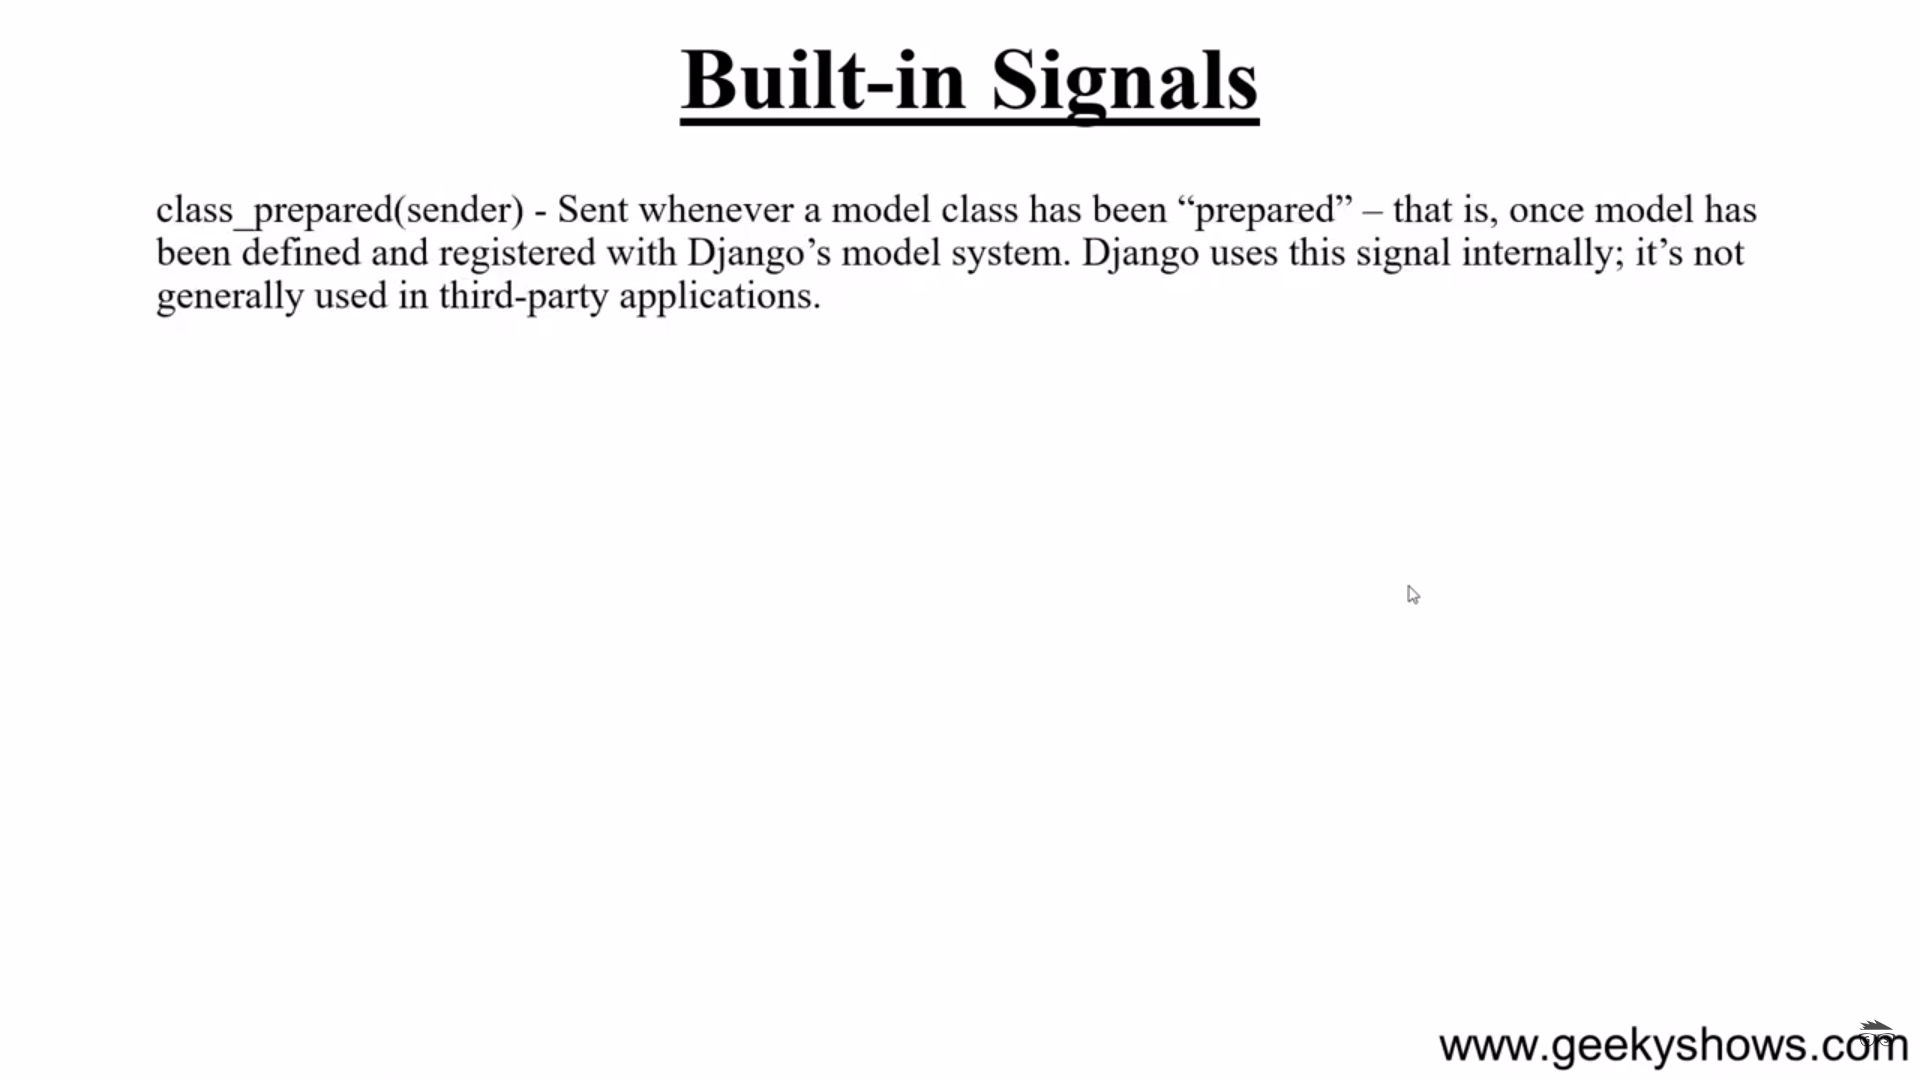 Built-in Signals
class_prepared(sender) - Sent whenever a model class has been “prepared” – that is, once model has
been defined and registered with Django’s model system. Django uses this signal internally; it’s not
generally used in third-party applications.
www.geekyshows.com